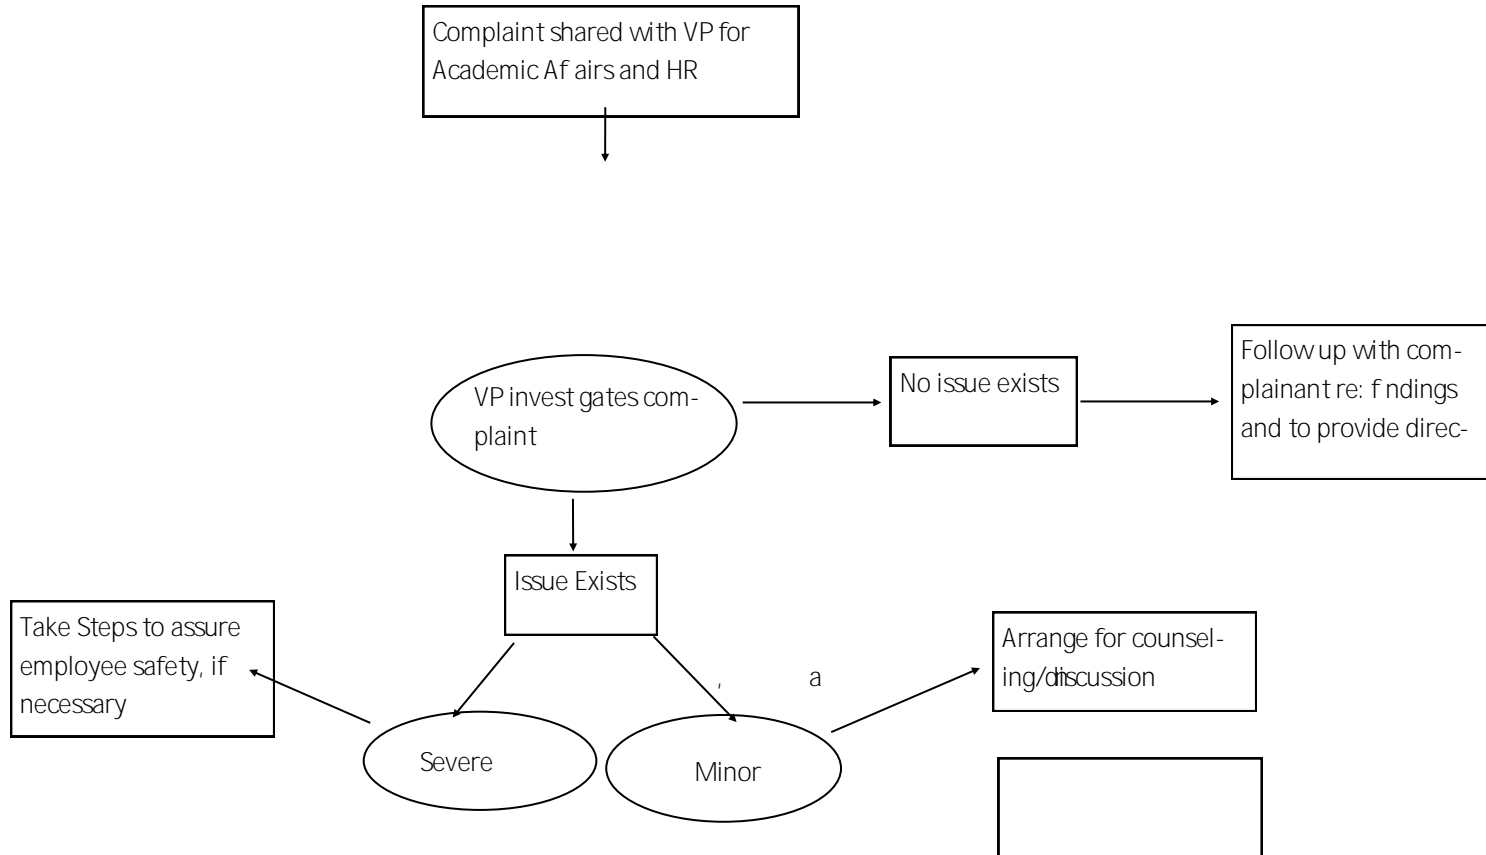 Complaint shared with VP for
Academic Af airs and HR
VP invest gates com-
plaint
No issue exists
Follow up with com-
plainant re: f ndings
and to provide direc-
Issue Exists
Take Steps to assure
employee safety, if
necessary
, a
Arrange for counsel-
Severe
Minor